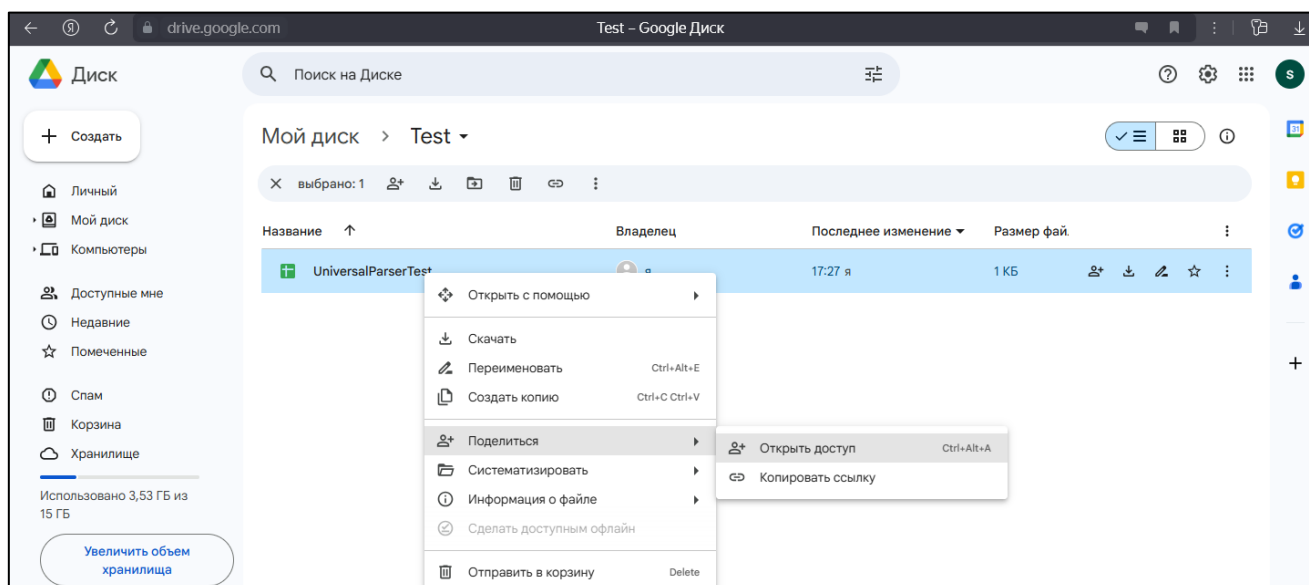 drive.google.com
Test – Google Диск
Диск
Поиск на Диске
S
Создать
Мой диск > Test
31
выбрано: 1
Личный
Мой диск
Компьютеры
Доступные мне
Недавние
Помеченные
Спам
Корзина
Хранилище
Использовано 3,53 ГБ из
15 ГБ
Увеличить объем
хранилища
Название Владелец Последнее изменение Размер фай.
UniversalParserTest я 17:27 я 1 КБ
Открыть с помощью
Скачать
Переименовать Ctrl+Alt+E
Создать копию Ctrl+C Ctrl+V
Поделиться
Систематизировать
Информация о файле
Сделать доступным офлайн
Отправить в корзину Delete
Открыть доступ Ctrl+Alt+A
Копировать ссылку